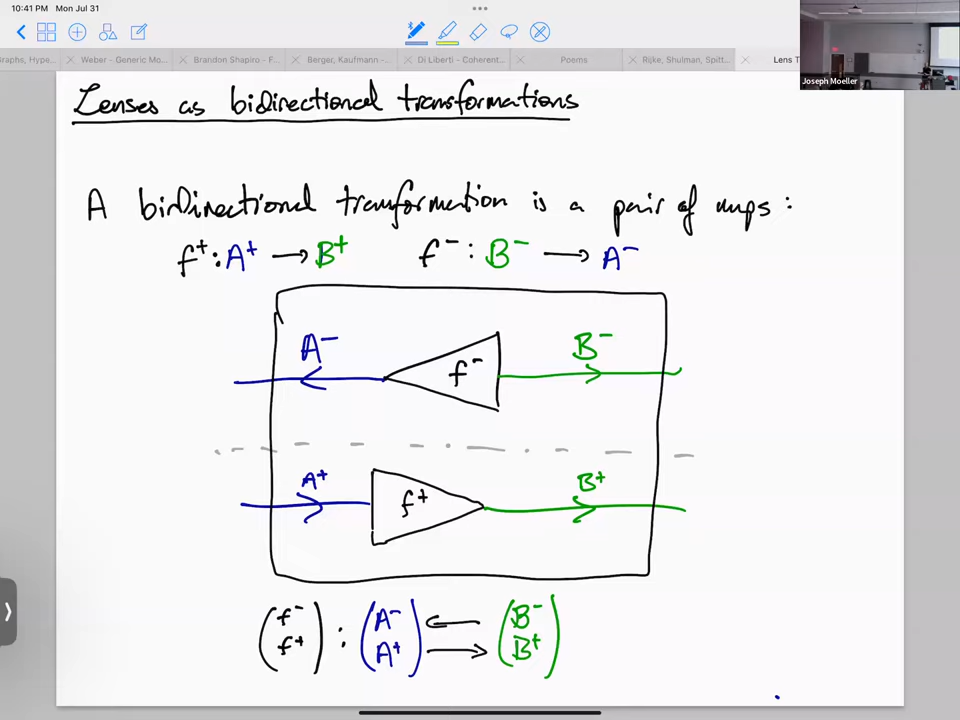 10:41 PM Mon Jul 31
raphs, Hype...
Weber - Generic Mo...
Brandon Shapiro - F...
Berger, Kaufmann - ...
Di Liberti - Coherent...
Poems
Rijke, Shulman, Spitt...
Lens T
Joseph Moeller
Lenses as bidirectional transformations
A bidirectional transformation is a pair of maps :
f⁺ : A⁺ → B⁺ f⁻ : B⁻ → A⁻
A⁻ f⁻ B⁻
A⁺ f⁺ B⁺
(f⁻ f⁺) : (A⁻ A⁺) ⇆ (B⁻ B⁺)